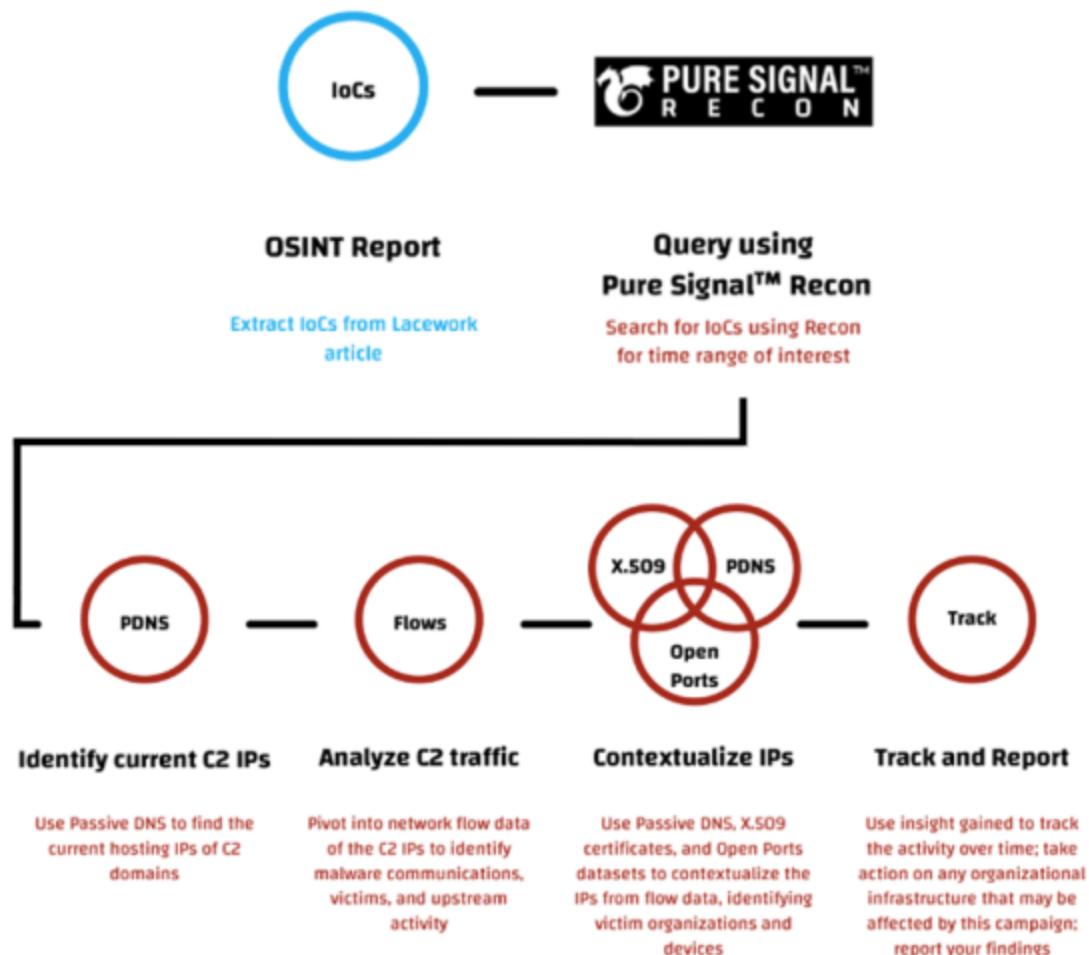 IoCs
PURE SIGNAL™
RECON
OSINT Report
Extract IoCs from Lacework
article
Query using
Pure Signal™ Recon
Search for IoCs using Recon
for time range of interest
PDNS
Identify current C2 IPs
Use Passive DNS to find the
current hosting IPs of C2
domains
Flows
Analyze C2 traffic
Pivot into network flow data
of the C2 IPs to identify
malware communications,
victims, and upstream
activity
X.509
PDNS
Open
Ports
Contextualize IPs
Use Passive DNS, X.509
certificates, and Open Ports
datasets to contextualize the
IPs from flow data, identifying
victim organizations and
devices
Track
Track and Report
Use insight gained to track
the activity over time; take
action on any organizational
infrastructure that may be
affected by this campaign;
report your findings